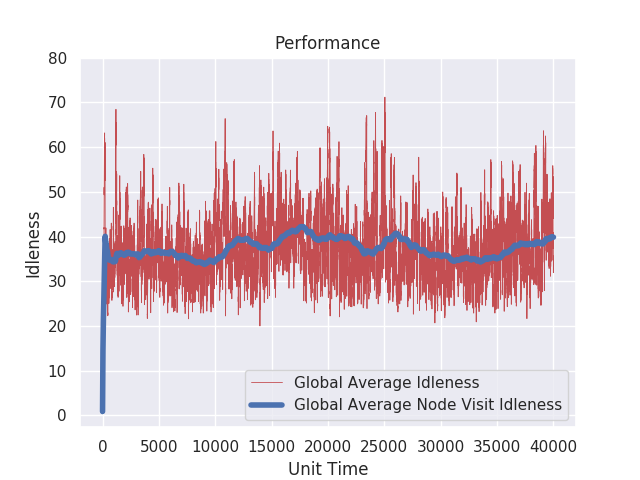 Performance
80
70
60
50
40
30
20
10
0
Idleness
Global Average Idleness
Global Average Node Visit Idleness
0 5000 10000 15000 20000 25000 30000 35000 40000
Unit Time